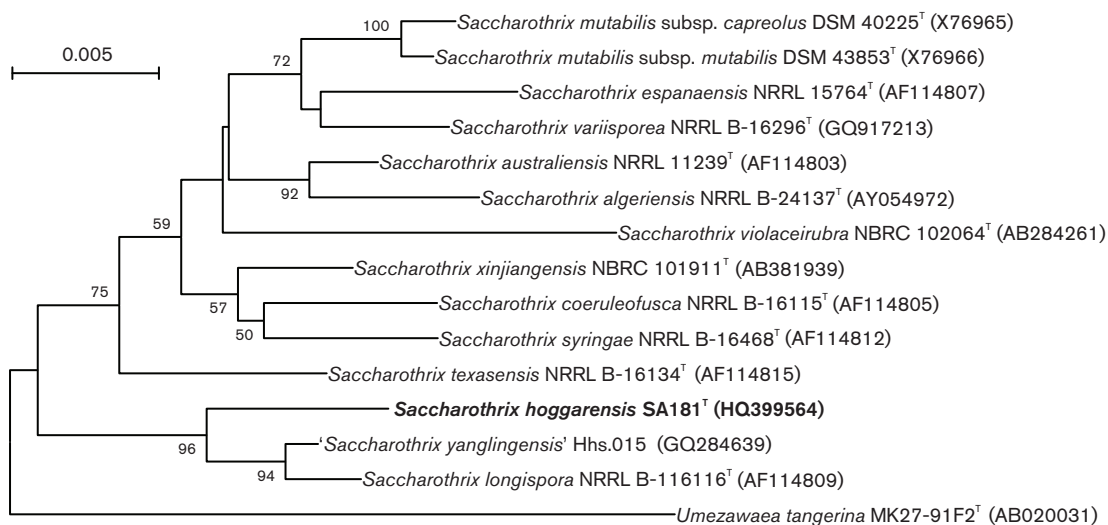 Saccharothrix mutabilis subsp. capreolus DSM 40225ᵀ (X76965)
100
0.005
Saccharothrix mutabilis subsp. mutabilis DSM 43853ᵀ (X76966)
72
Saccharothrix espanaensis NRRL 15764ᵀ (AF114807)
Saccharothrix variisporea NRRL B-16296ᵀ (GQ917213)
Saccharothrix australiensis NRRL 11239ᵀ (AF114803)
92
Saccharothrix algeriensis NRRL B-24137ᵀ (AY054972)
59
Saccharothrix violaceirubra NBRC 102064ᵀ (AB284261)
Saccharothrix xinjiangensis NBRC 101911ᵀ (AB381939)
75
57
Saccharothrix coeruleofusca NRRL B-16115ᵀ (AF114805)
50
Saccharothrix syringae NRRL B-16468ᵀ (AF114812)
Saccharothrix texasensis NRRL B-16134ᵀ (AF114815)
Saccharothrix hoggarensis SA181ᵀ (HQ399564)
96
'Saccharothrix yanglingensis' Hhs.015 (GQ284639)
94
Saccharothrix longispora NRRL B-116116ᵀ (AF114809)
Umezawaea tangerina MK27-91F2ᵀ (AB020031)